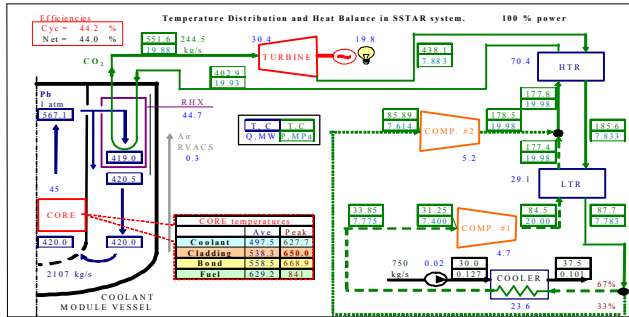 Efficiencies
Cyc = 44.2 %
Net = 44.0 %
Temperature Distribution and Heat Balance in SSTAR system. 100 % power
551.6
19.88
244.5
kg/s
30.4
TURBINE
19.8
438.1
7.883
70.4
HTR
CO2
402.9
19.93
Pb
1 atm
567.1
RHX
44.7
Air
RVACS
0.3
T, C
Q,MW
T, C
P,MPa
85.89
7.614
COMP. #2
5.2
178.5
19.98
177.8
19.98
185.6
7.833
177.4
19.98
419.0
420.5
45
CORE
420.0
420.0
2107 kg/s
COOLANT
MODULE VESSEL
CORE temperatures
Ave Peak
Coolant 497.5 627.7
Cladding 538.3 650.0
Bond 558.5 668.9
Fuel 629.2 841
29.1
LTR
33.85
7.775
31.25
7.400
COMP. #1
4.7
84.5
20.00
87.7
7.783
750
kg/s
0.02
30.0
0.127
COOLER
23.6
37.5
0.101
67%
33%